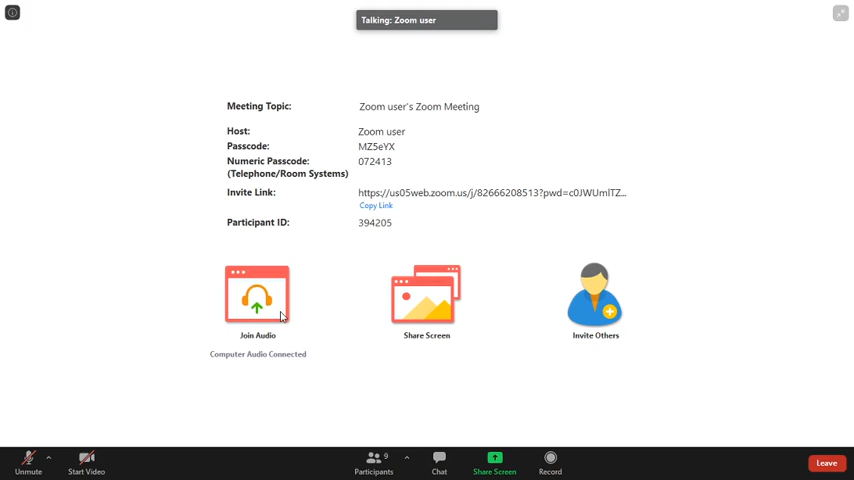 Talking: Zoom user
Meeting Topic: Zoom user's Zoom Meeting
Host: Zoom user
Passcode: MZ5eYX
Numeric Passcode: 072413
(Telephone/Room Systems)
Invite Link: https://us05web.zoom.us/j/82666208513?pwd=c0JWUmlTZ...
Copy Link
Participant ID: 394205
Join Audio Share Screen Invite Others
Computer Audio Connected
9
Unmute Start Video Participants Chat Share Screen Record Leave